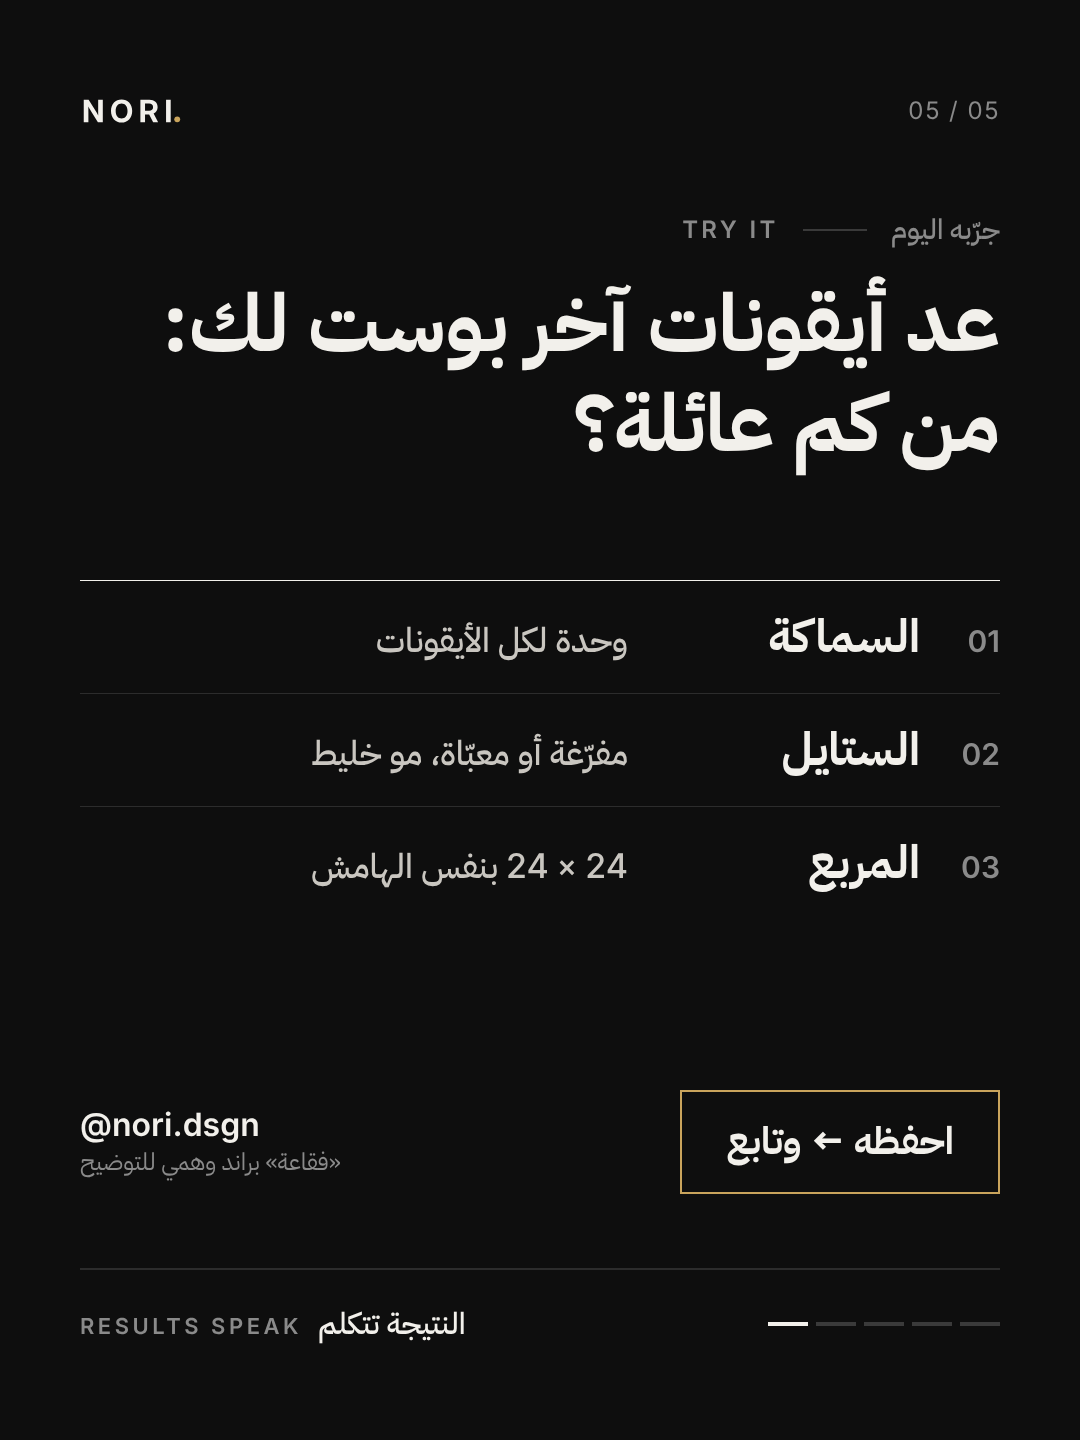 NORI.
05 / 05
جرّبه اليوم — TRY IT
عد أيقونات آخر بوست لك:
من كم عائلة؟
01 السماكة وحدة لكل الأيقونات
02 الستايل مفرّغة أو معبّاة، مو خليط
03 المربع 24 × 24 بنفس الهامش
احفظه ← وتابع
@nori.dsgn
«فقاعة» براند وهمي للتوضيح
RESULTS SPEAK النتيجة تتكلم